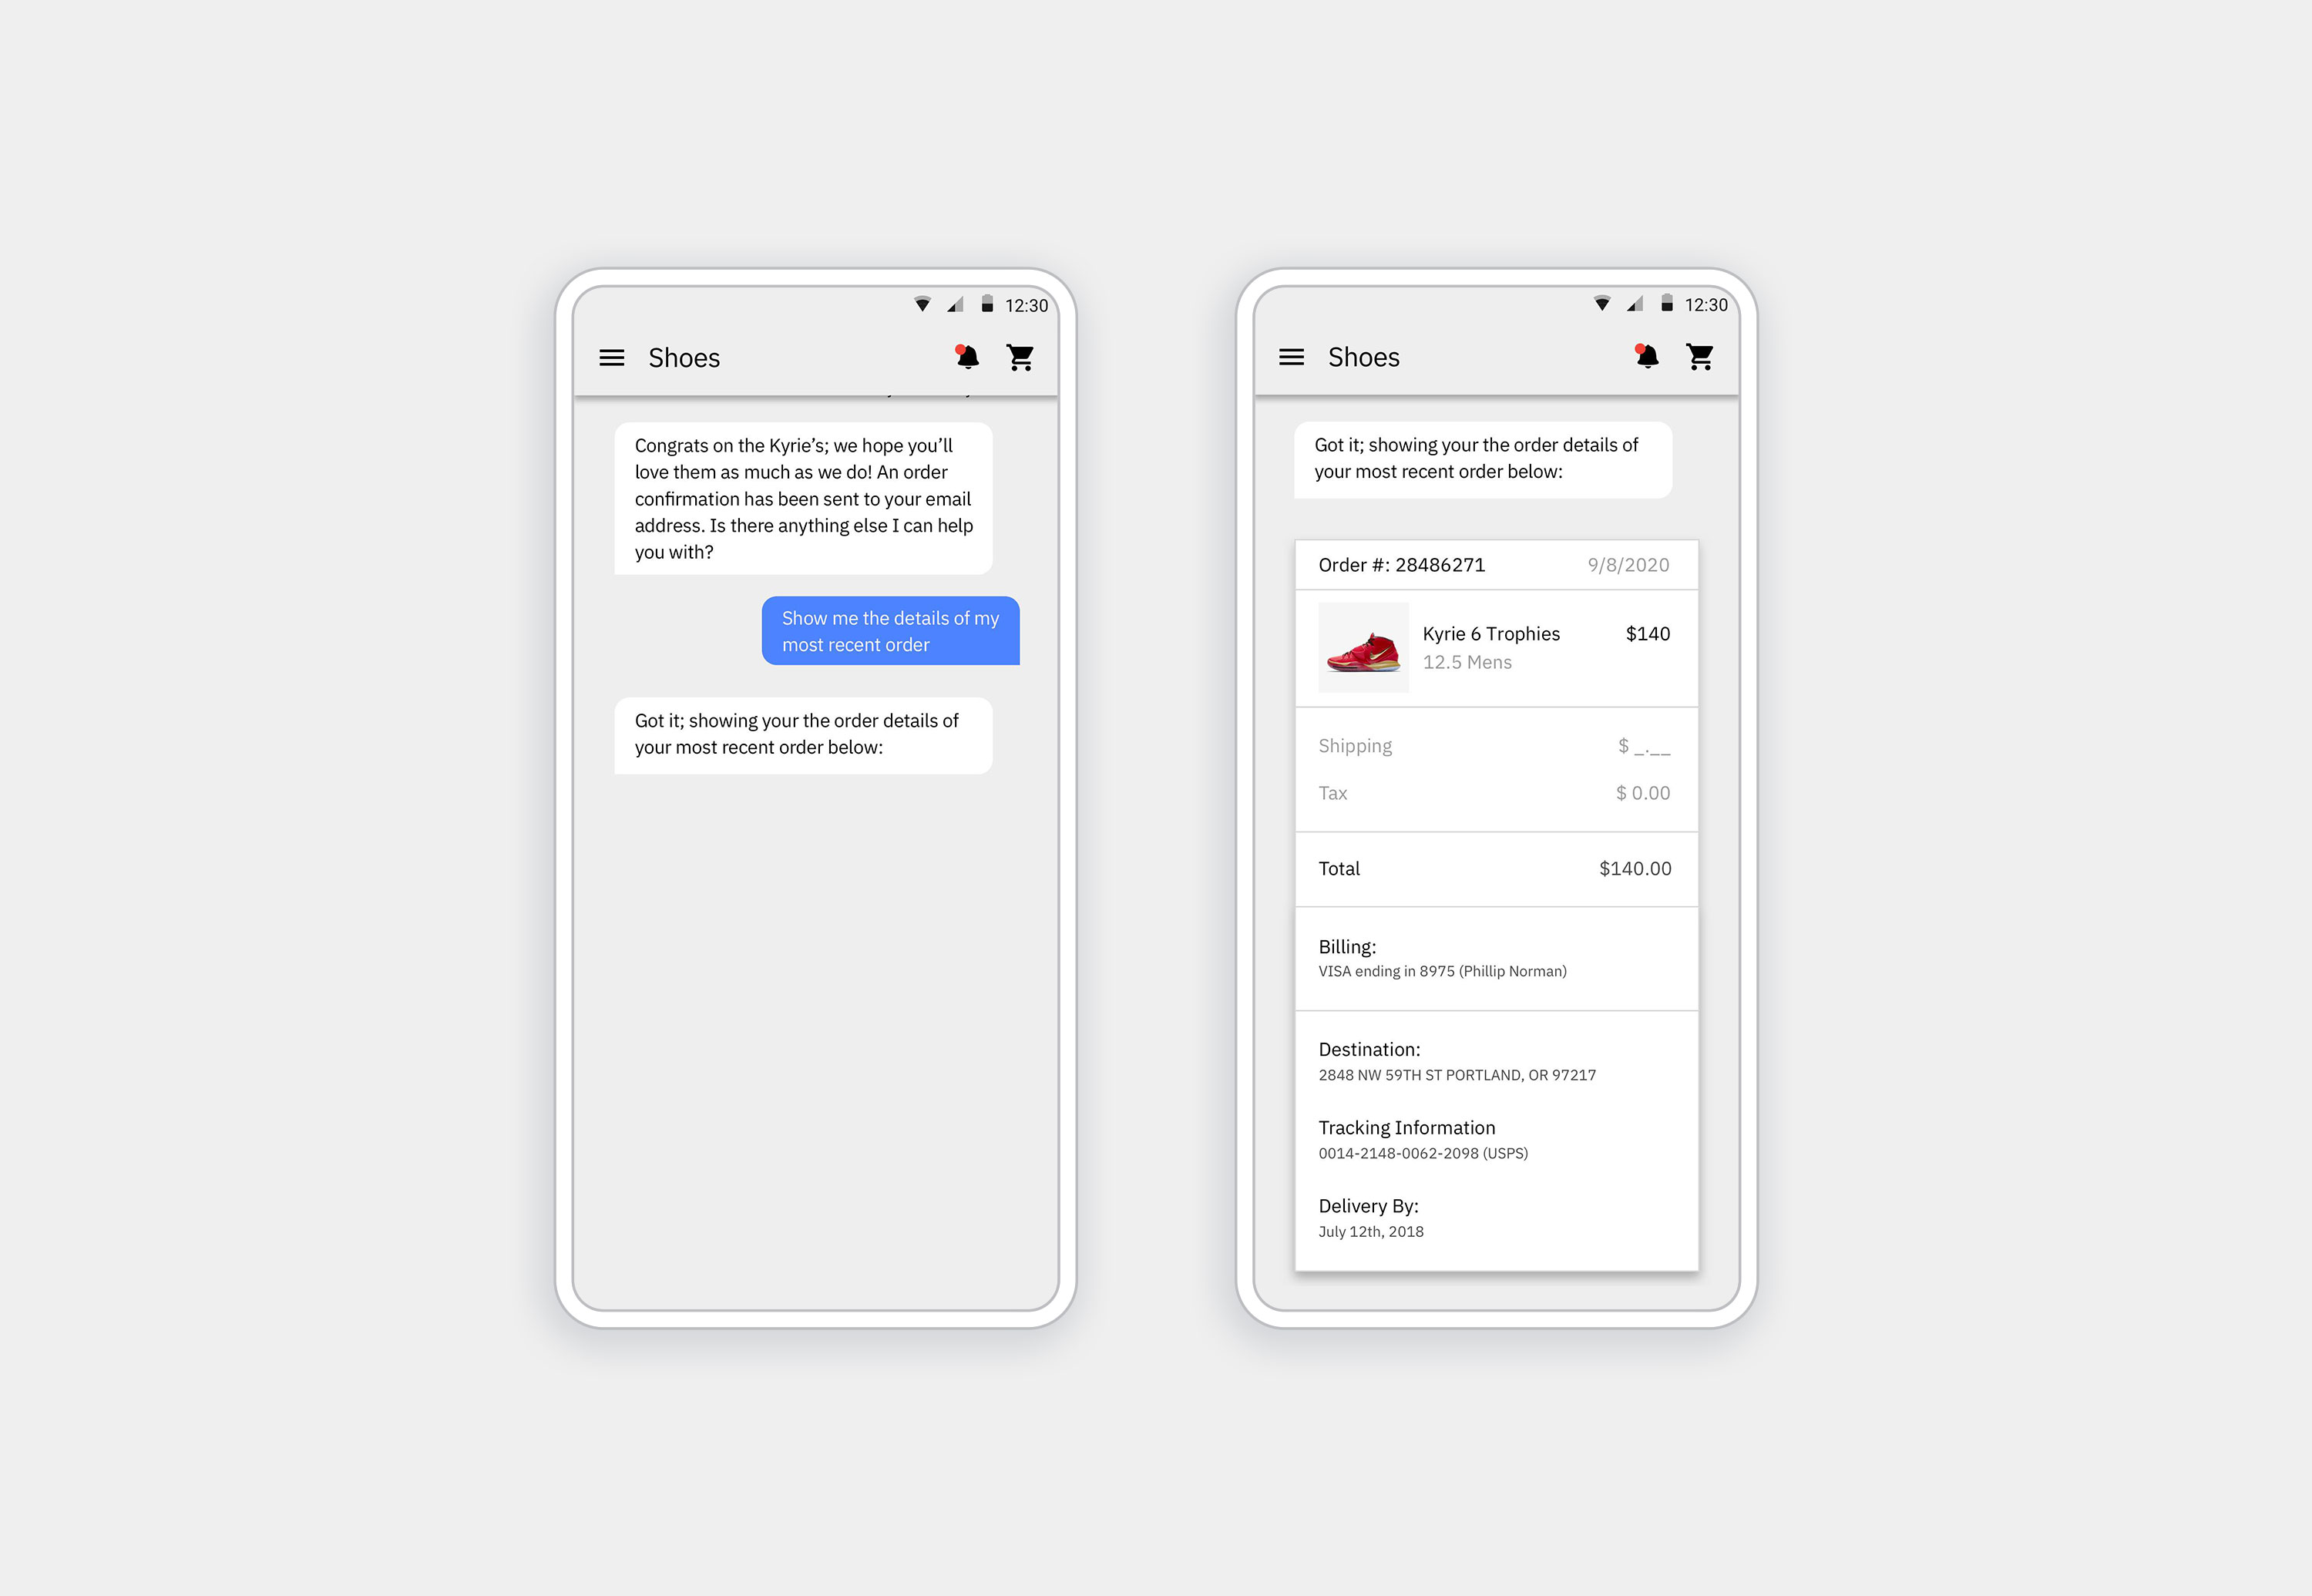 12:30
Shoes
Congrats on the Kyrie’s; we hope you’ll
love them as much as we do! An order
confirmation has been sent to your email
address. Is there anything else I can help
you with?
Show me the details of my
most recent order
Got it; showing your the order details of
your most recent order below:
12:30
Shoes
Got it; showing your the order details of
your most recent order below:
Order #: 28486271 9/8/2020
Kyrie 6 Trophies $140
12.5 Mens
Shipping $ _.__
Tax $ 0.00
Total $140.00
Billing:
VISA ending in 8975 (Phillip Norman)
Destination:
2848 NW 59TH ST PORTLAND, OR 97217
Tracking Information
0014-2148-0062-2098 (USPS)
Delivery By:
July 12th, 2018